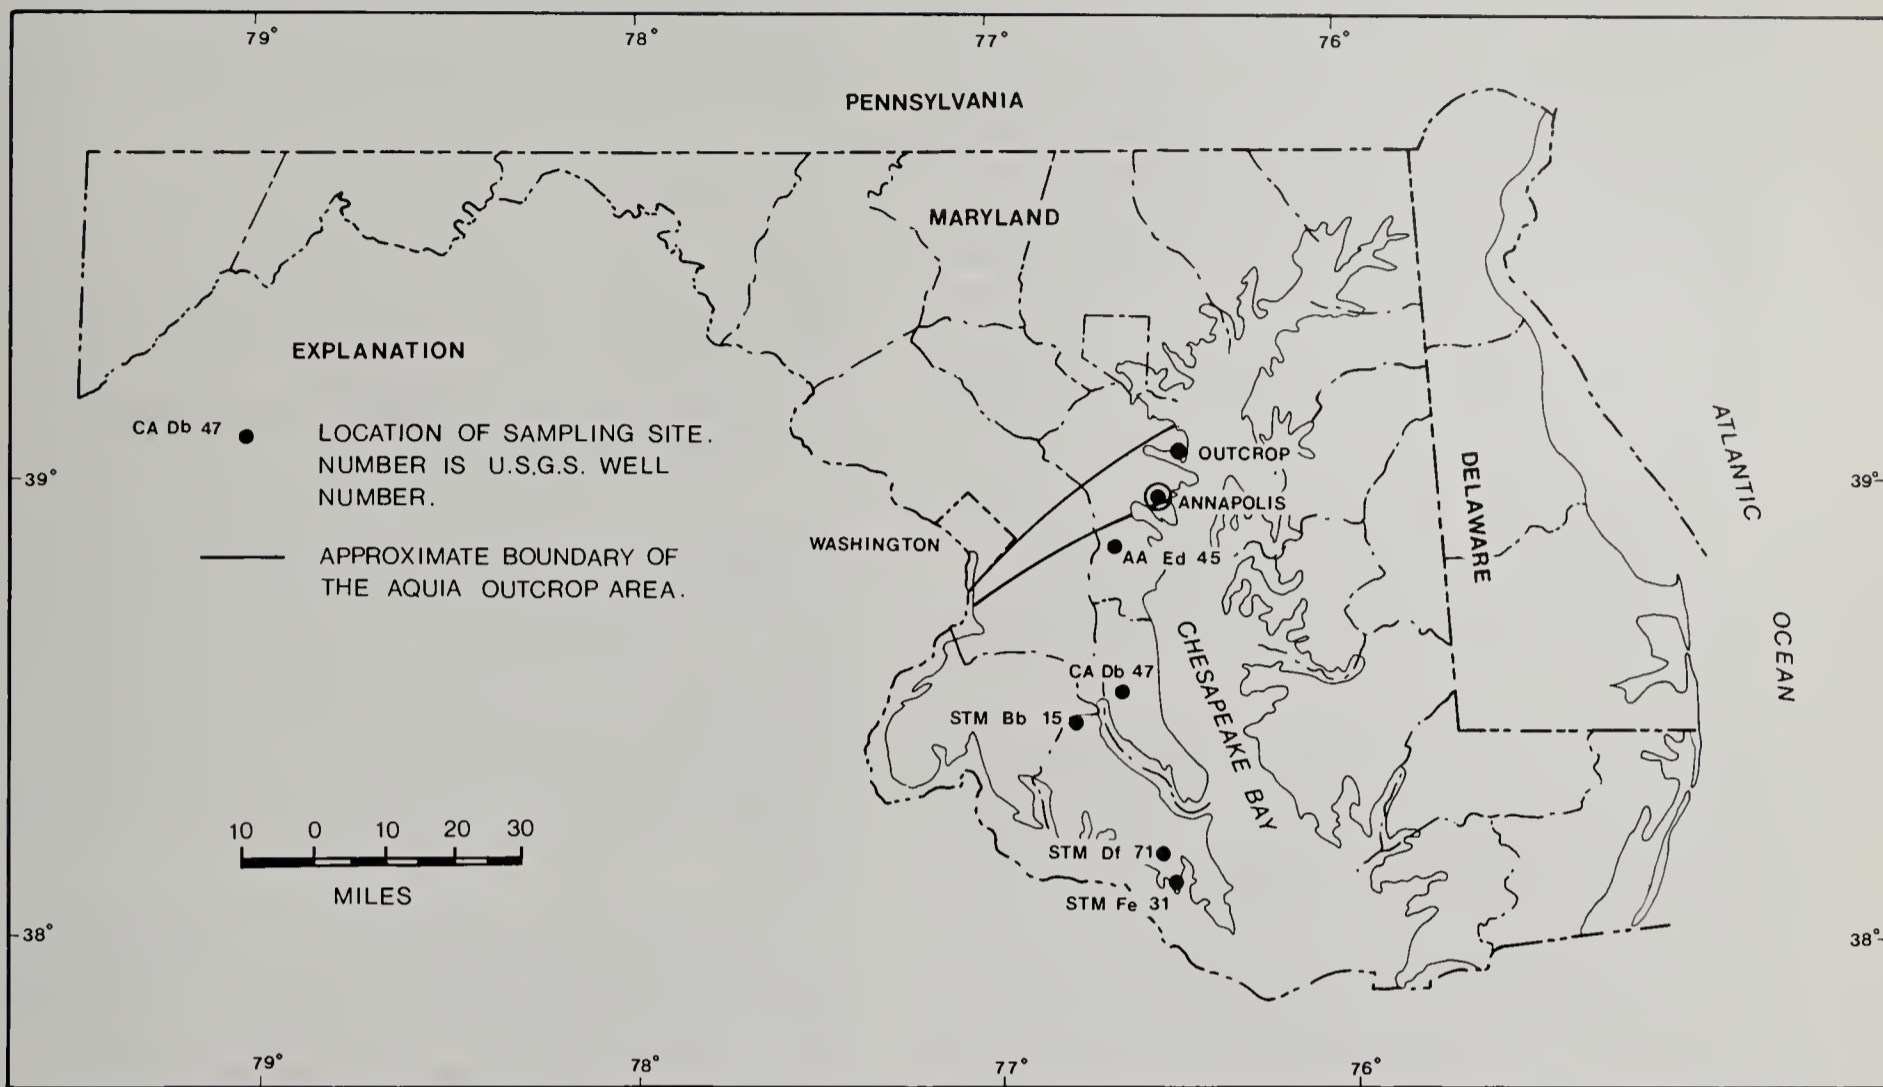 79°
78°
77°
76°
PENNSYLVANIA
MARYLAND
EXPLANATION
CA Db 47
LOCATION OF SAMPLING SITE.
NUMBER IS U.S.G.S. WELL
NUMBER.
APPROXIMATE BOUNDARY OF
THE AQUIA OUTCROP AREA.
39°
39°
OUTCROP
ANNAPOLIS
WASHINGTON
AA Ed 45
DELAWARE
ATLANTIC
OCEAN
CHESAPEAKE BAY
CA Db 47
STM Bb 15
STM Df 71
STM Fe 31
10 0 10 20 30
MILES
38°
38°
79°
78°
77°
76°